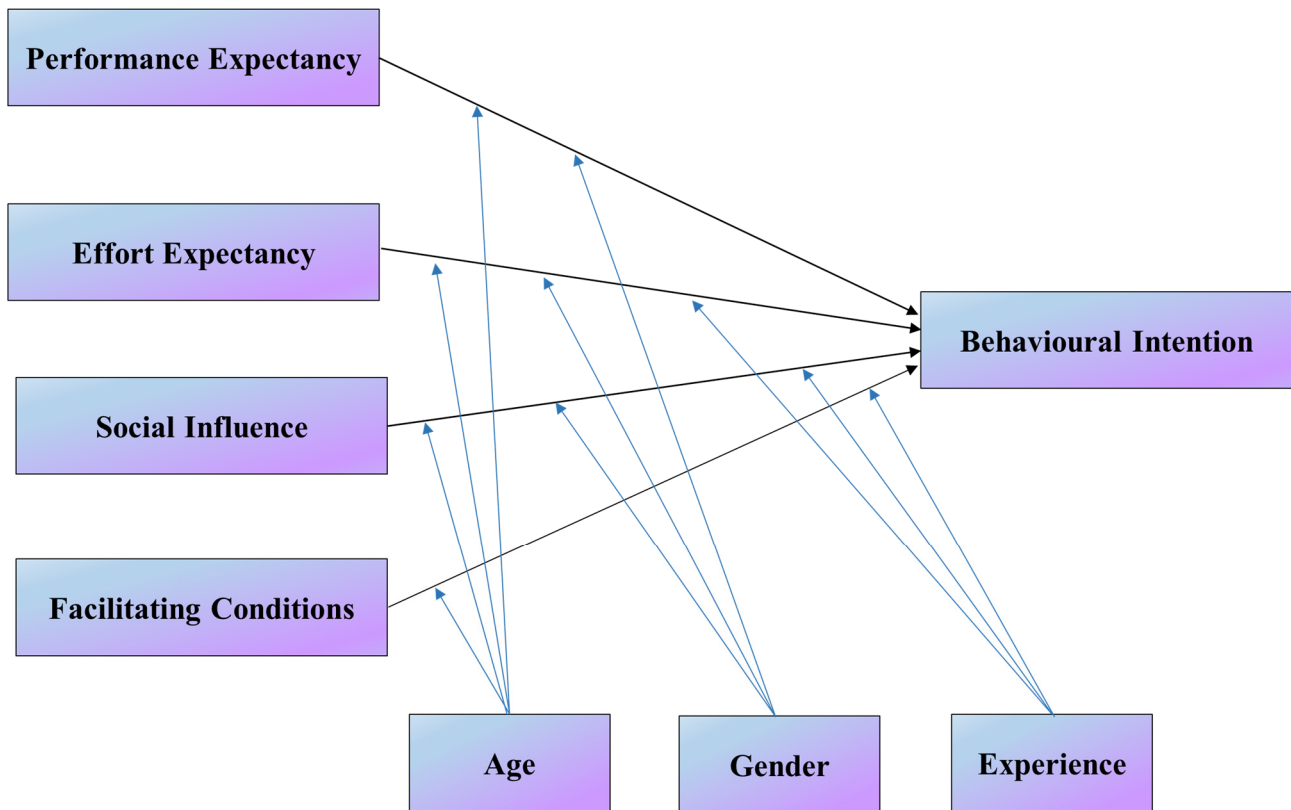 Performance Expectancy
Effort Expectancy
Behavioural Intention
Social Influence
Facilitating Conditions
Age
Gender
Experience